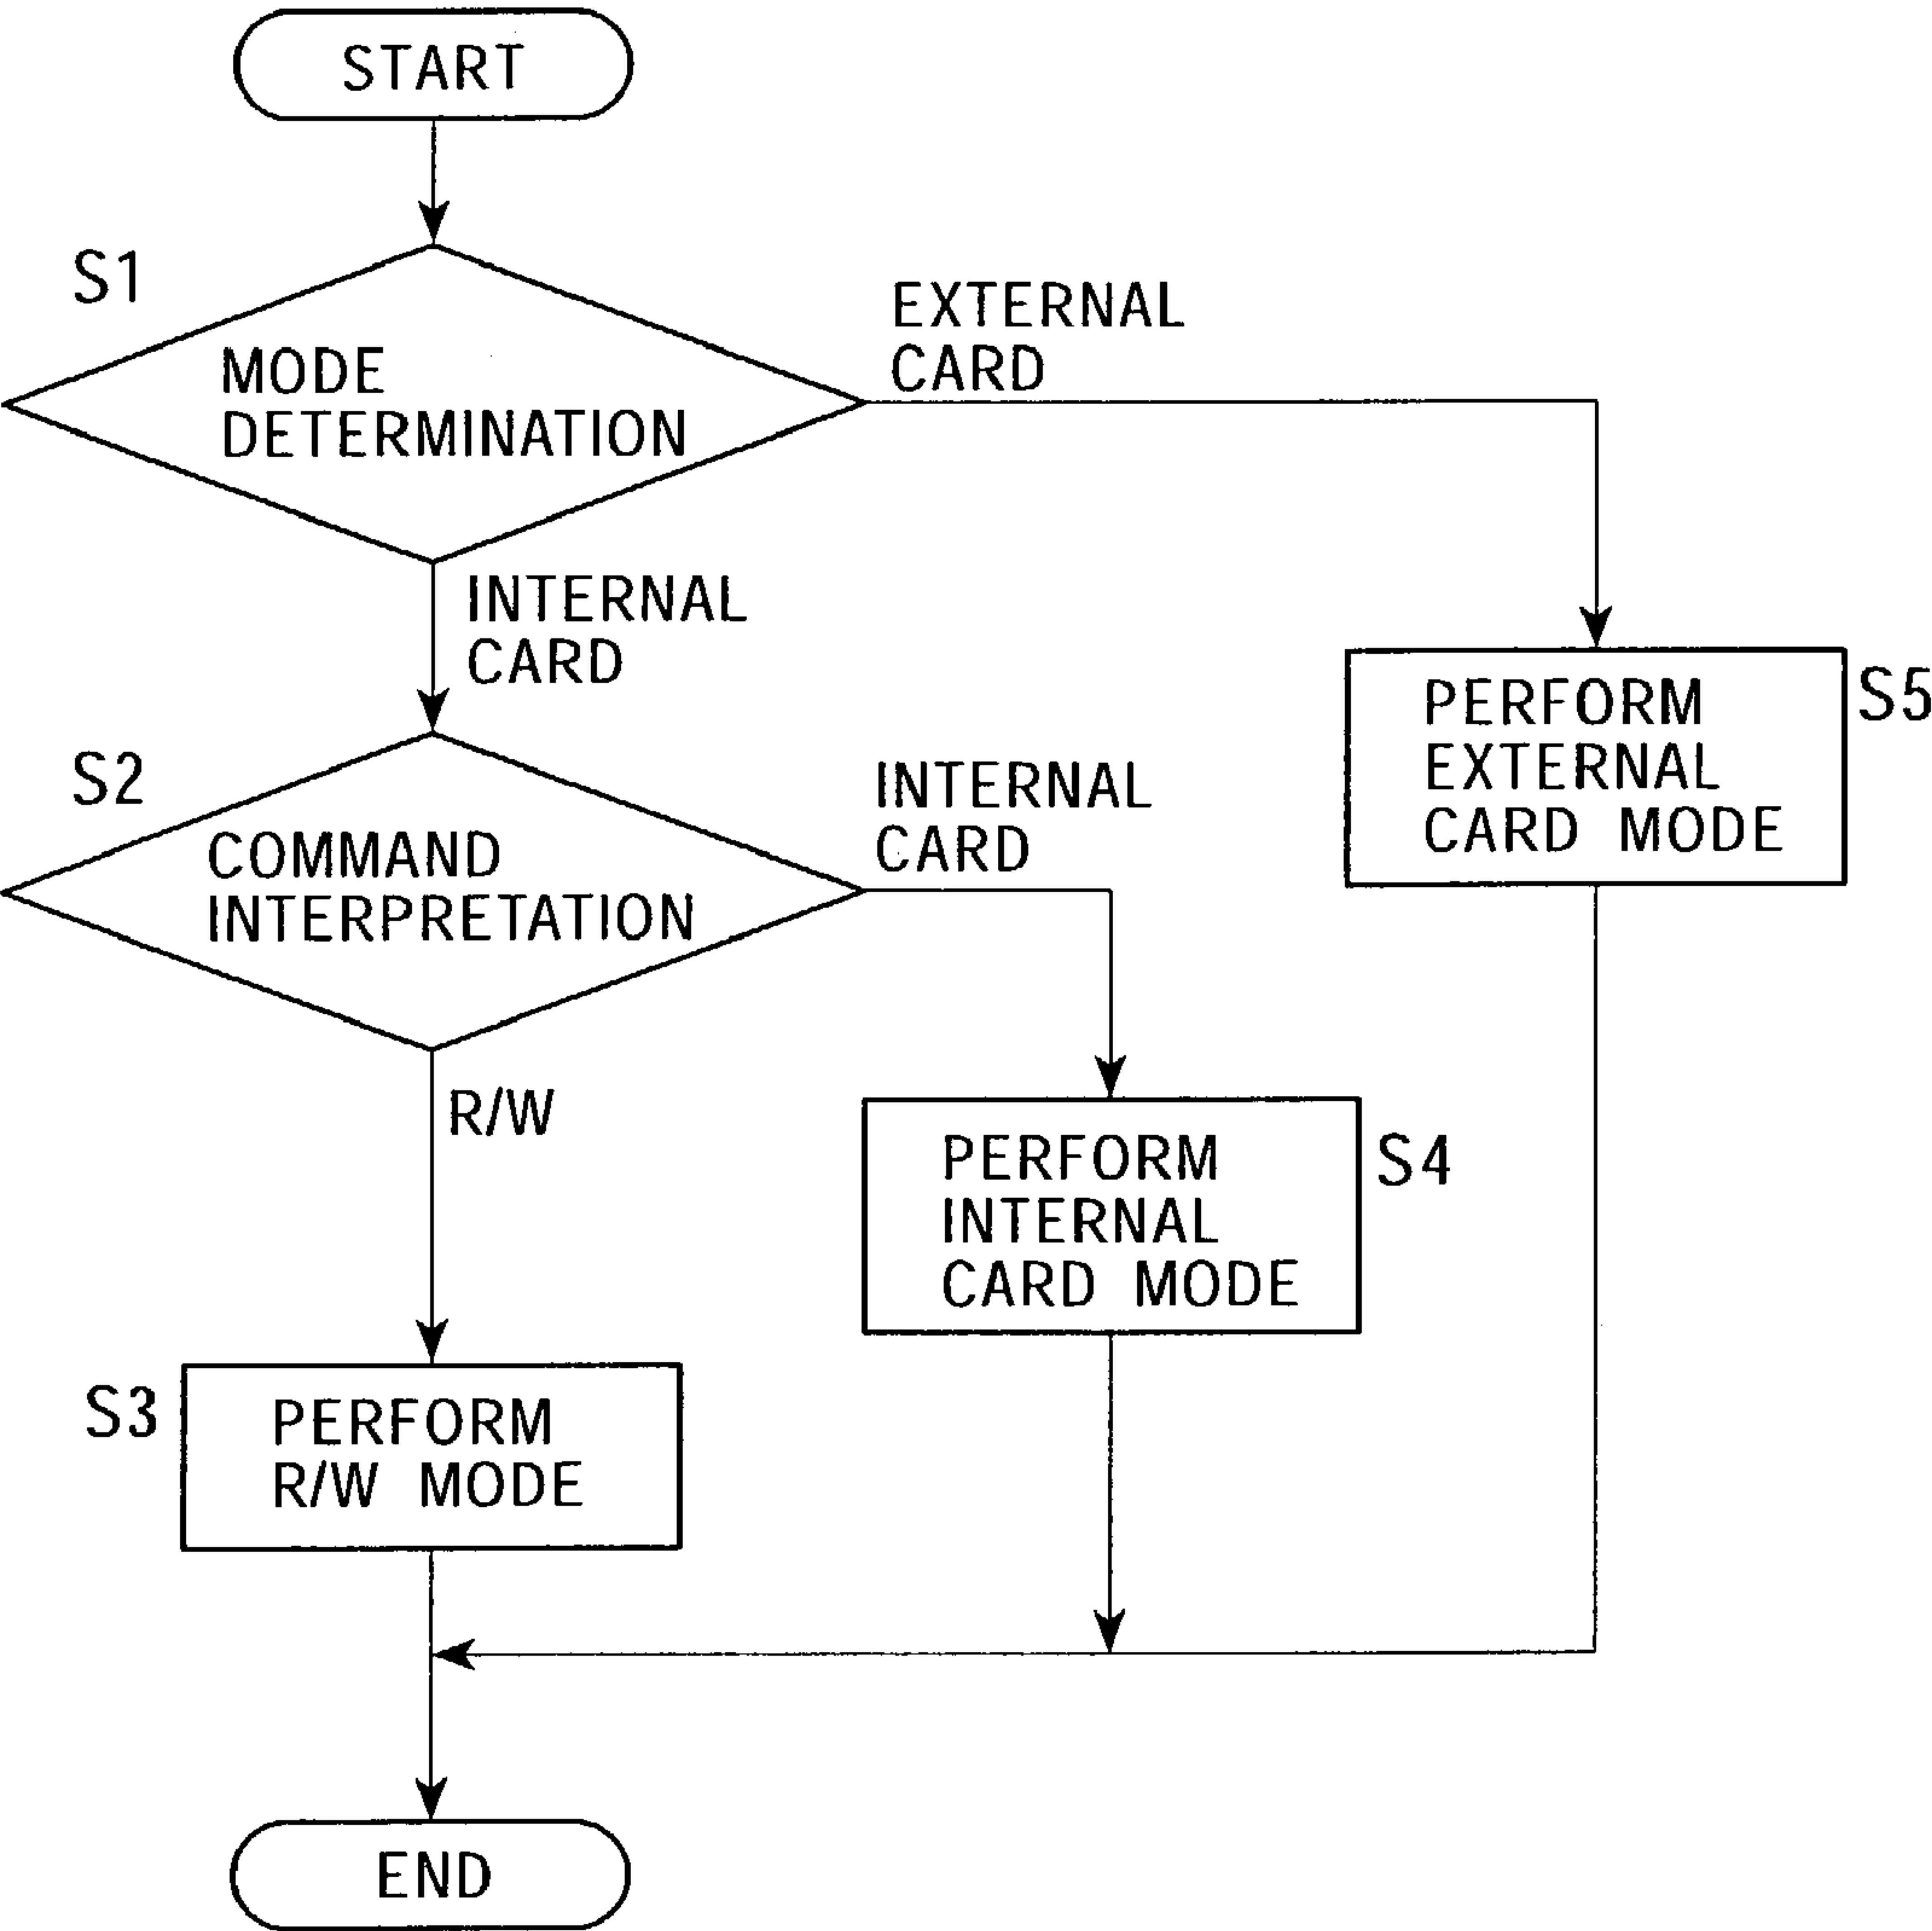 START
S1
MODE
DETERMINATION
EXTERNAL
CARD
INTERNAL
CARD
PERFORM
EXTERNAL
CARD MODE
S5
S2
COMMAND
INTERPRETATION
INTERNAL
CARD
R/W
PERFORM
INTERNAL
CARD MODE
S4
S3
PERFORM
R/W MODE
END